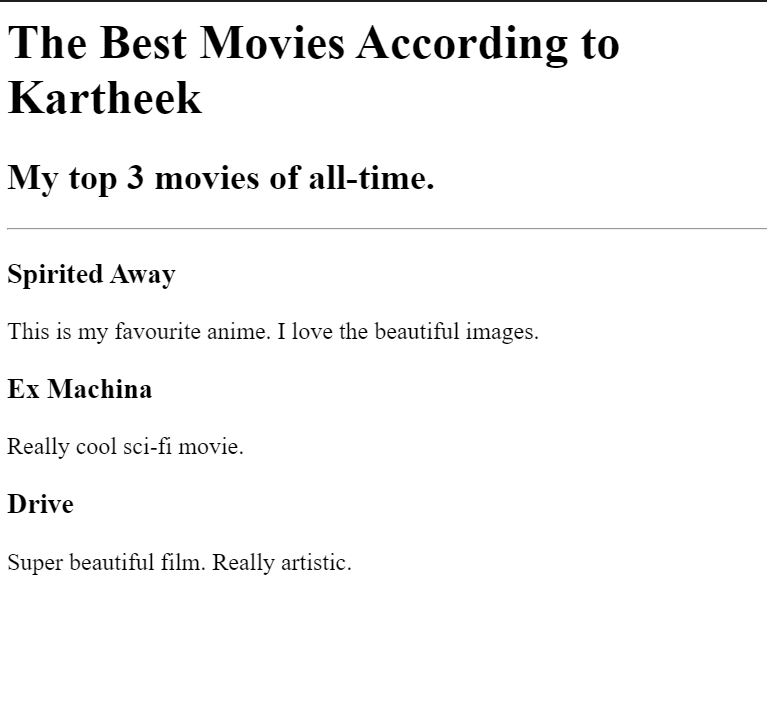 The Best Movies According to
Kartheek
My top 3 movies of all-time.
Spirited Away
This is my favourite anime. I love the beautiful images.
Ex Machina
Really cool sci-fi movie.
Drive
Super beautiful film. Really artistic.